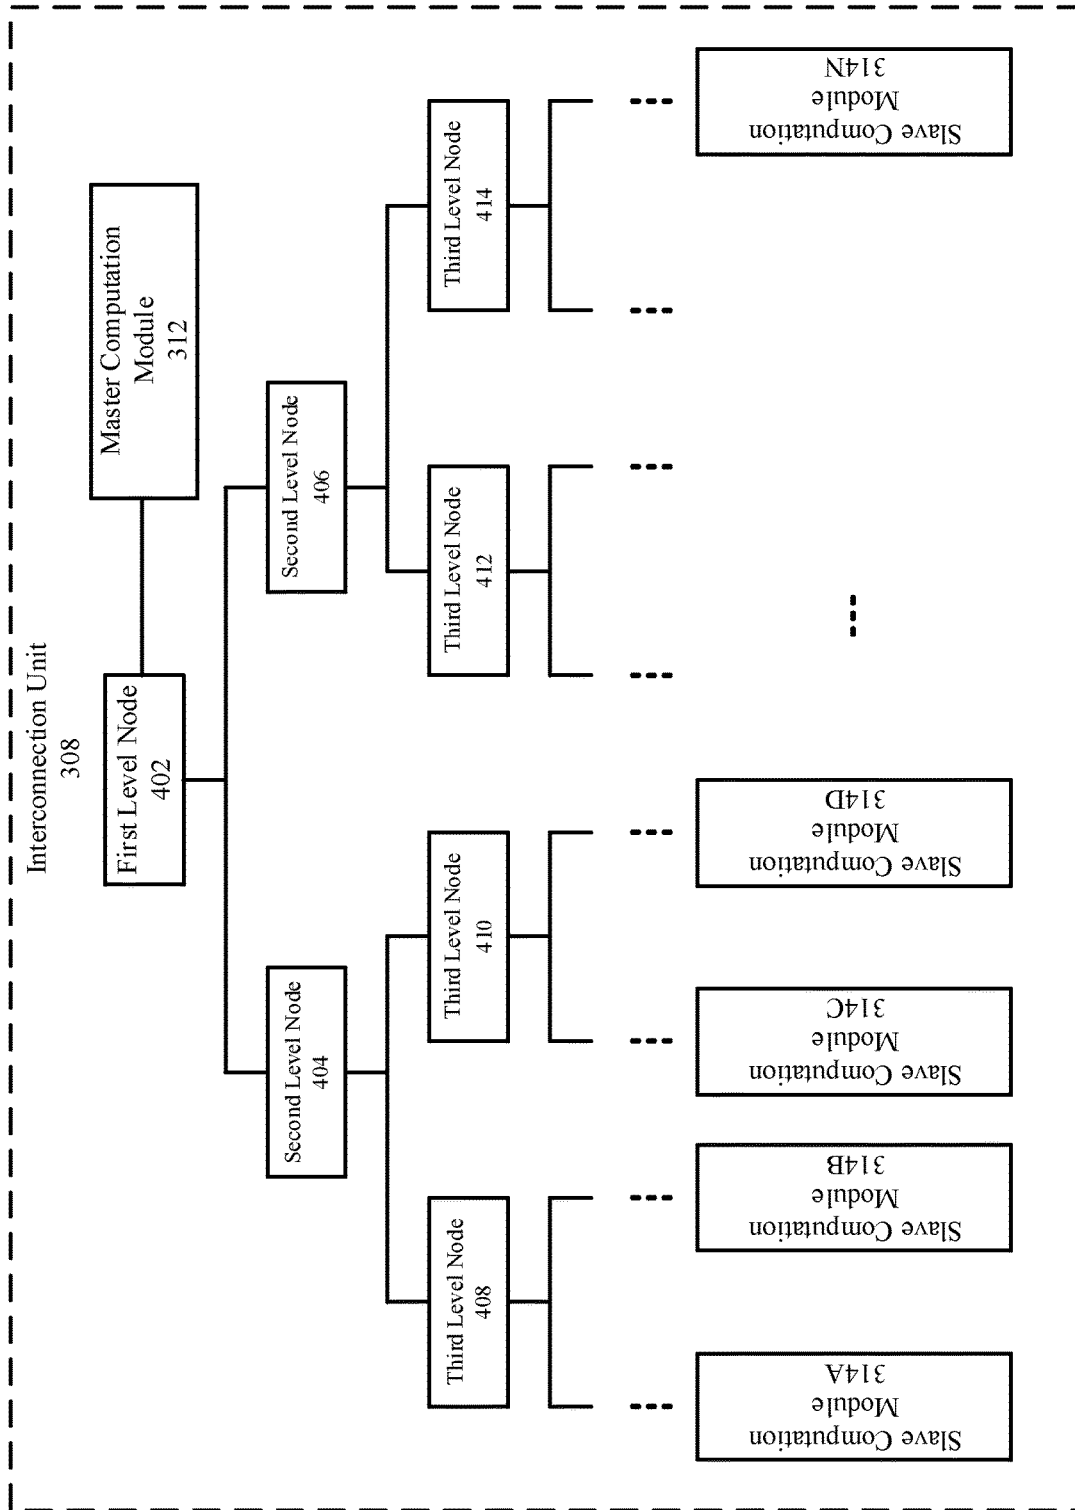 Interconnection Unit
308
First Level Node
402
Master Computation
Module
312
Second Level Node
404
Second Level Node
406
Third Level Node
408
Third Level Node
410
Third Level Node
412
Third Level Node
414
Slave Computation
Module
314A
Slave Computation
Module
314B
Slave Computation
Module
314C
Slave Computation
Module
314D
Slave Computation
Module
314N